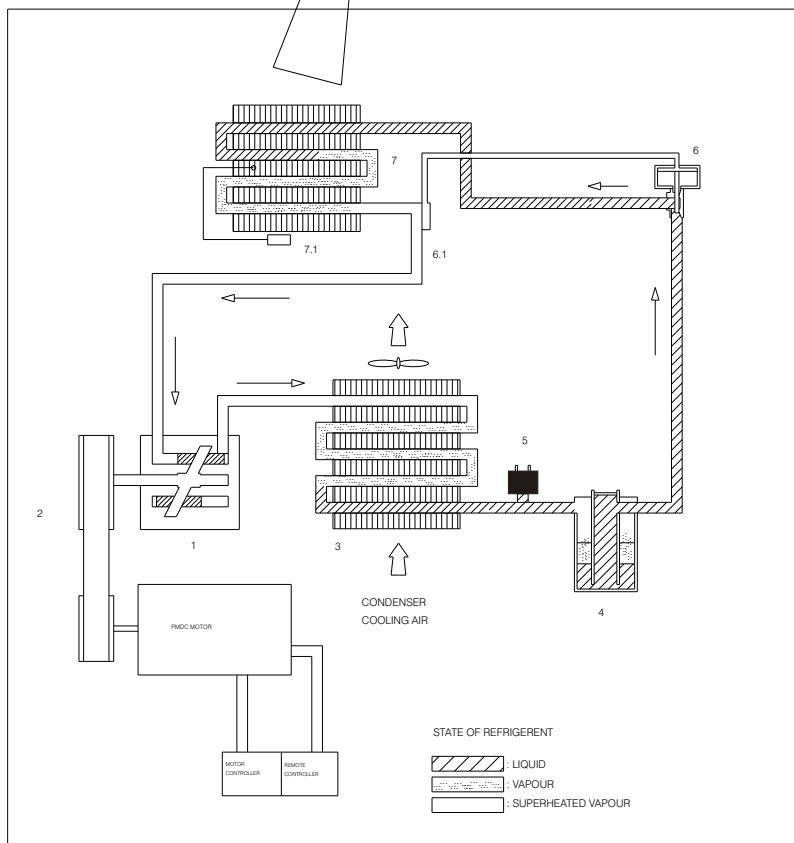 7
6
7.1
6.1
5
2
1
3
4
CONDENSER
COOLING AIR
PMDC MOTOR
MOTOR
CONTROLLER
REMOTE
CONTROLLER
STATE OF REFRIGERENT
: LIQUID
: VAPOUR
: SUPERHEATED VAPOUR